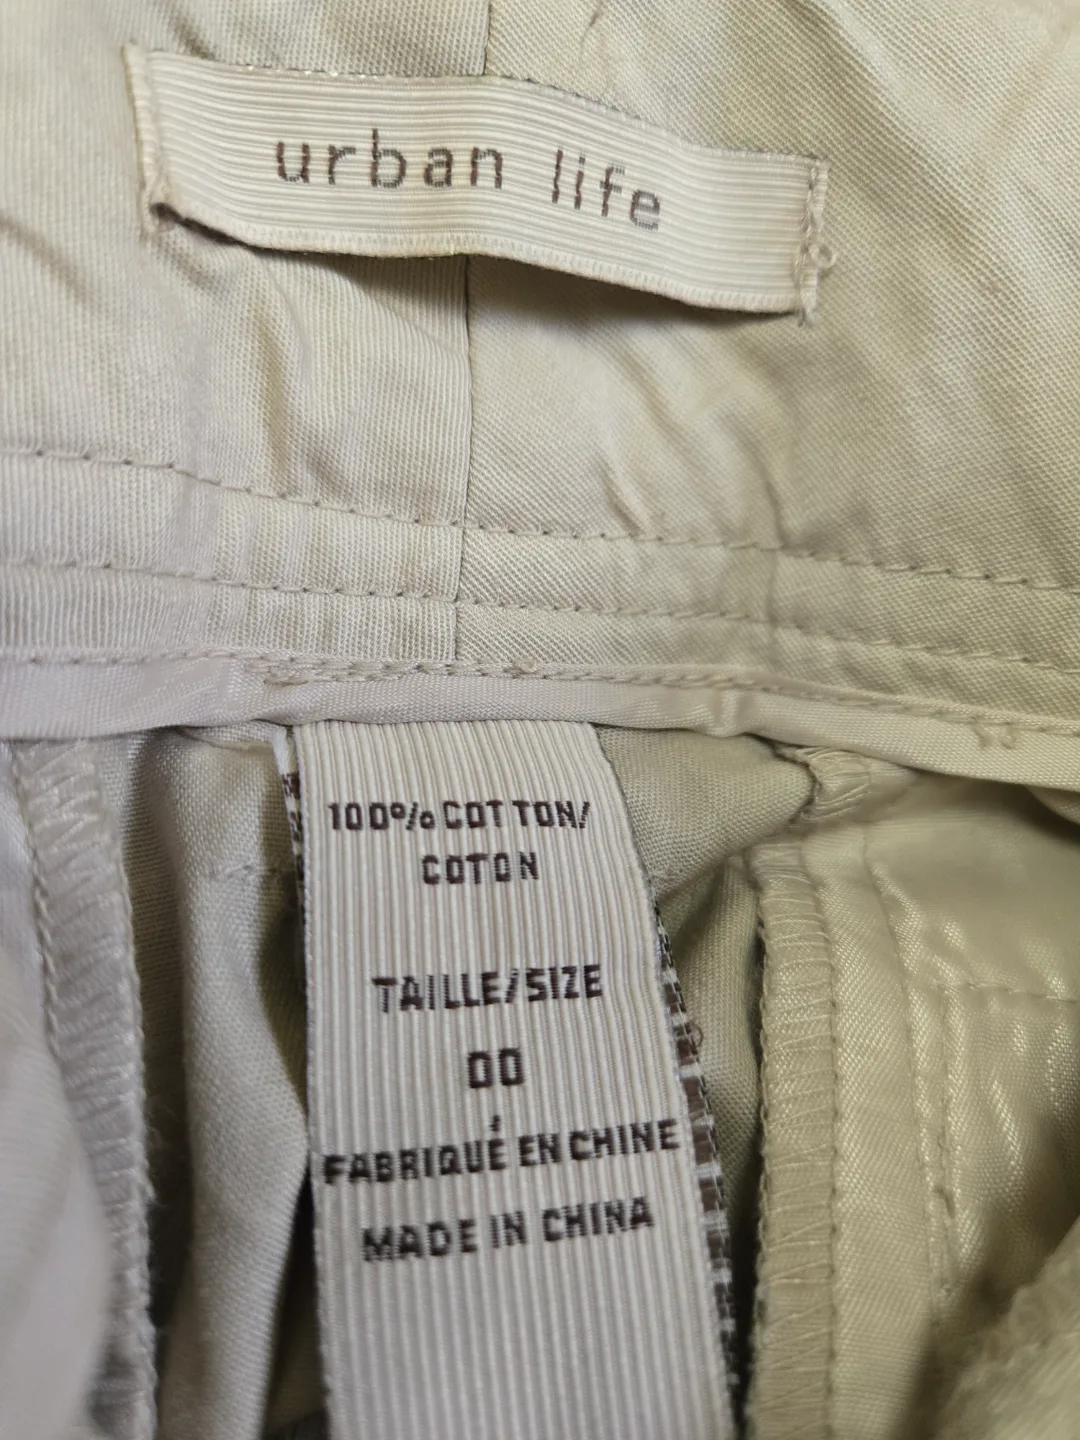 urban life
100% COTTON/
COTON
TAILLE/SIZE
00
FABRIQUÉ EN CHINE
MADE IN CHINA